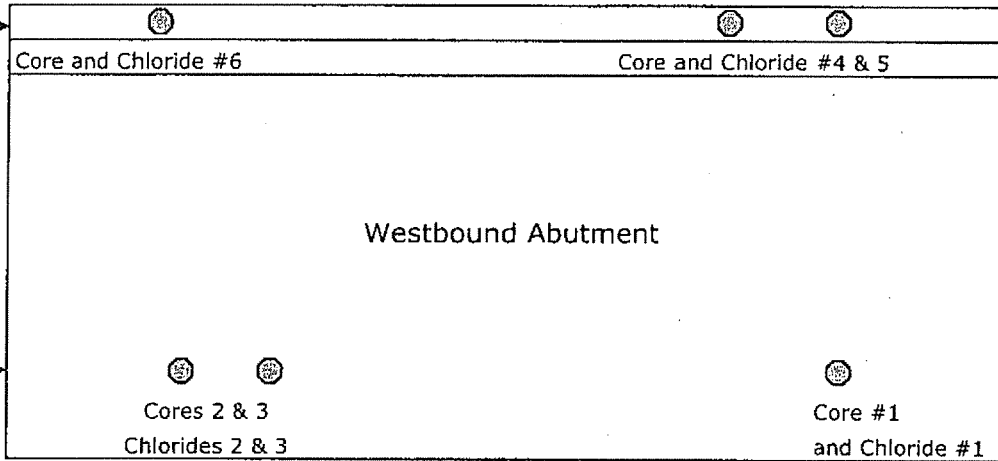 Core and Chloride #6
Core and Chloride #4 & 5
Westbound Abutment
Cores 2 & 3
Chlorides 2 & 3
Core #1
and Chloride #1